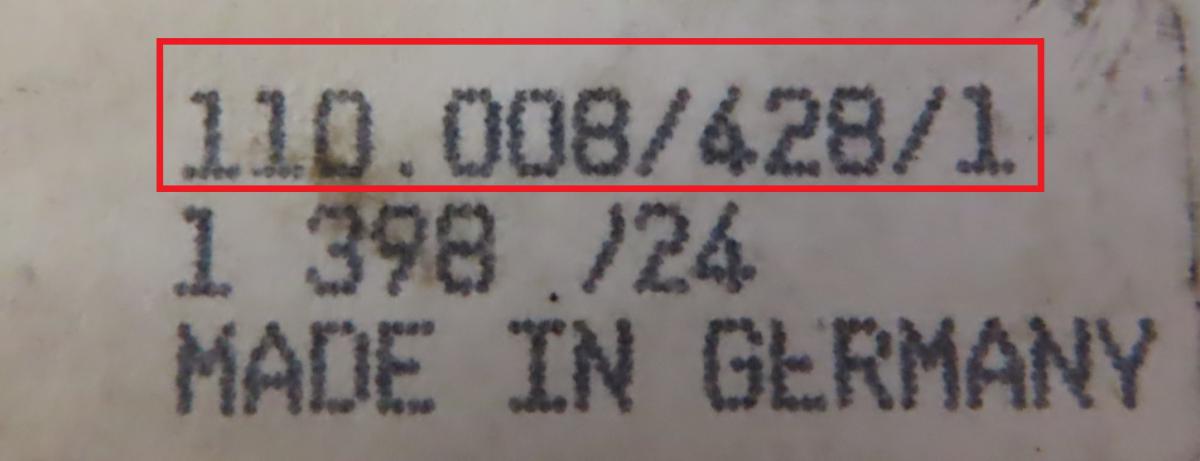 110.008/428/1
1 398 /24
MADE IN GERMANY